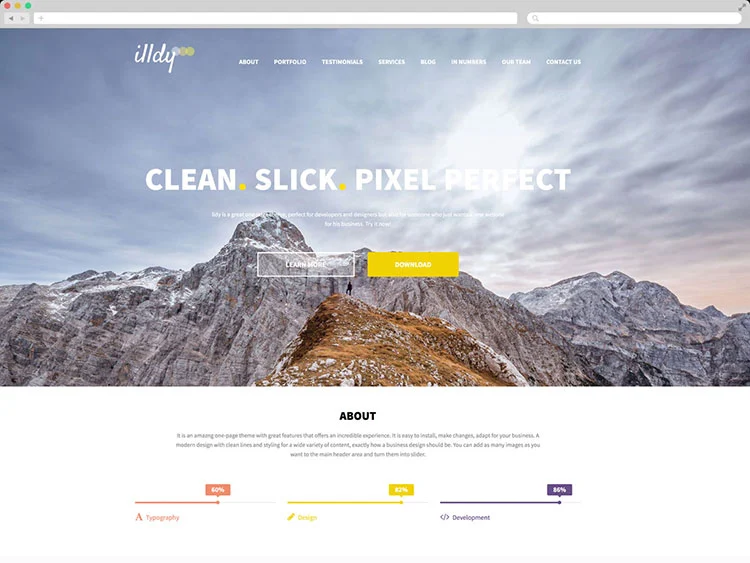 illdy
ABOUT PORTFOLIO TESTIMONIALS SERVICES BLOG IN NUMBERS OUR TEAM CONTACT US
CLEAN. SLICK. PIXEL PERFECT
lldy is a great one-page theme, perfect for developers and designers but also for someone who just wants a new website
for his business. Try it now!
LEARN MORE DOWNLOAD
ABOUT
It is an amazing one-page theme with great features that offers an incredible experience. It is easy to install, make changes, adapt for your business. A
modern design with clean lines and styling for a wide variety of content, exactly how a business design should be. You can add as many images as you
want to the main header area and turn them into slider.
60% 82% 86%
A Typography Design </> Development